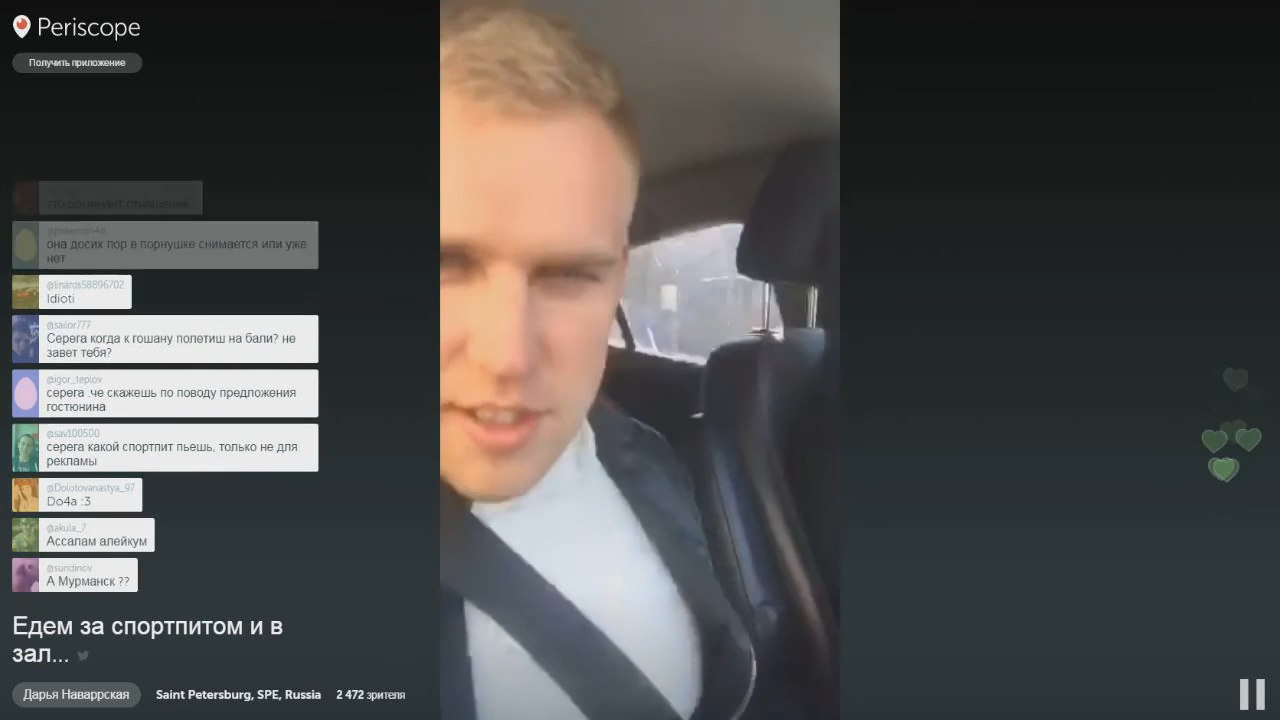 Periscope
Получить приложение
она досих пор в порнушке снимается или уже
нет
@linards58896702
Idioti
@sailor777
Серега когда к гошану полетиш на бали? не
завет тебя?
@igor_teplov
серега .че скажешь по поводу предложения
гостюнина
@sav100500
серега какой спортпит пьешь, только не для
рекламы
@Dolotovanastya_97
Do4a :3
@akula_7
Ассалам алейкум
@sundinov
А Мурманск ??
Едем за спортпитом и в
зал...
Дарья Наваррская Saint Petersburg, SPE, Russia 2 472 зрителя